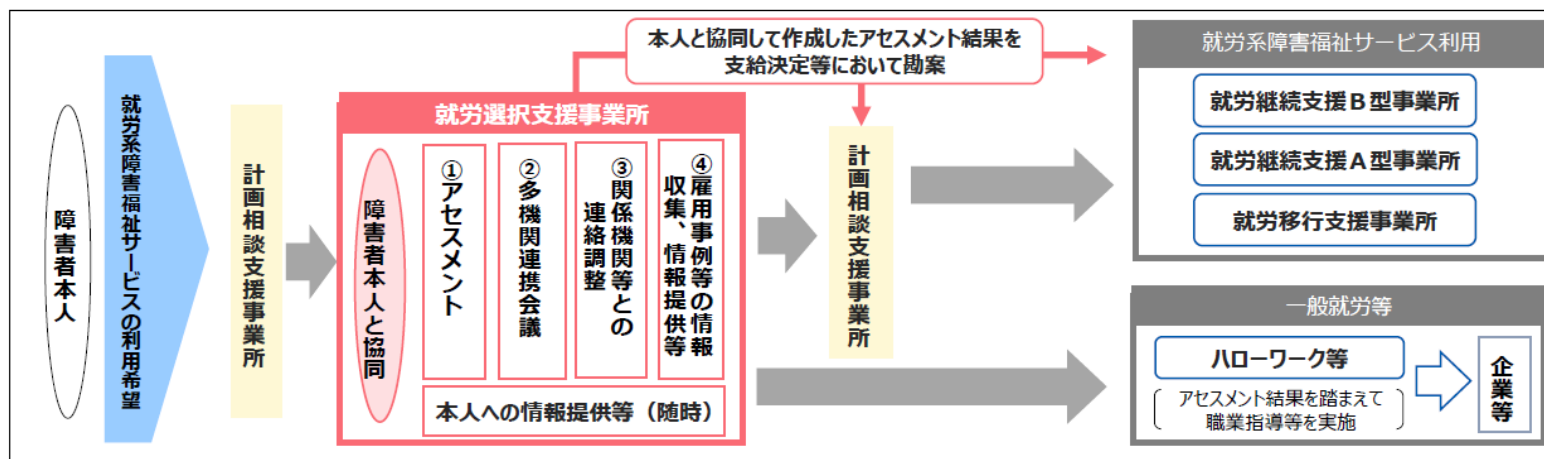 障害者本人
就労系障害福祉サービスの利用希望
計画相談支援事業所
就労選択支援事業所
障害者本人と協同
①アセスメント
②多機関連携会議
③関係機関等との
連絡調整
④雇用事例等の情報
収集、情報提供等
本人への情報提供等（随時）
本人と協同して作成したアセスメント結果を
支給決定等において勘案
計画相談支援事業所
就労系障害福祉サービス利用
就労継続支援Ｂ型事業所
就労継続支援Ａ型事業所
就労移行支援事業所
一般就労等
ハローワーク等
アセスメント結果を踏まえて
職業指導等を実施
企業等